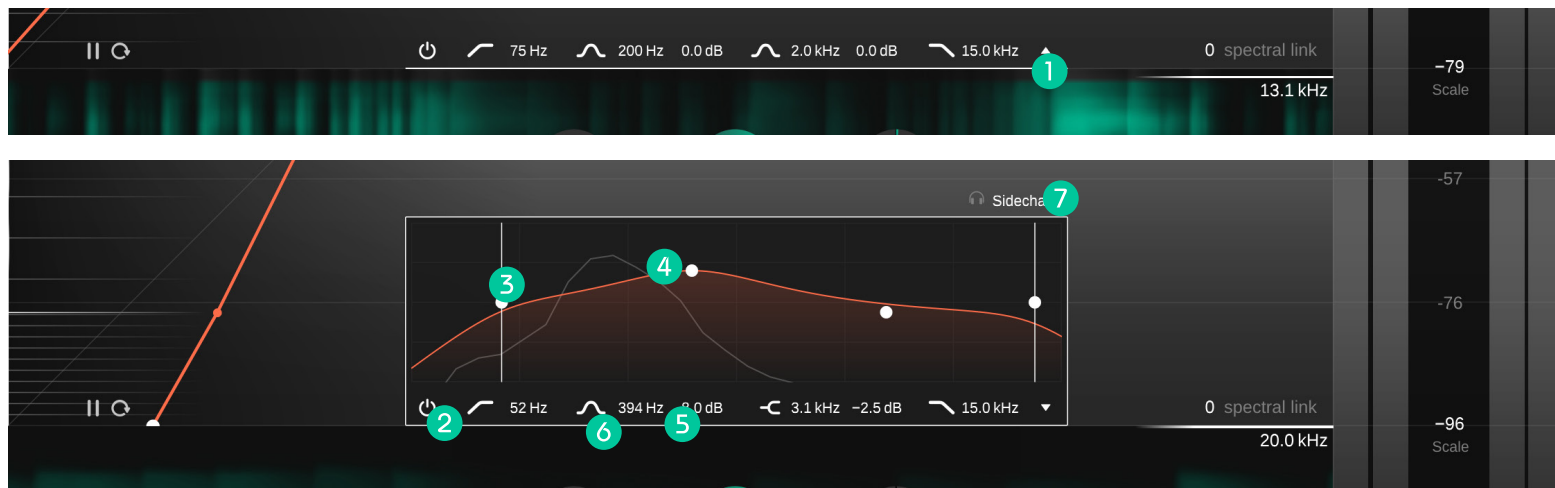 75 Hz 200 Hz 0.0 dB 2.0 kHz 0.0 dB 15.0 kHz 0 spectral link
1
-79
Scale
13.1 kHz
-57
7
3
4
-76
52 Hz 394 Hz 3.1 kHz -2.5 dB 15.0 kHz 0 spectral link
2
6
5
-96
Scale
20.0 kHz